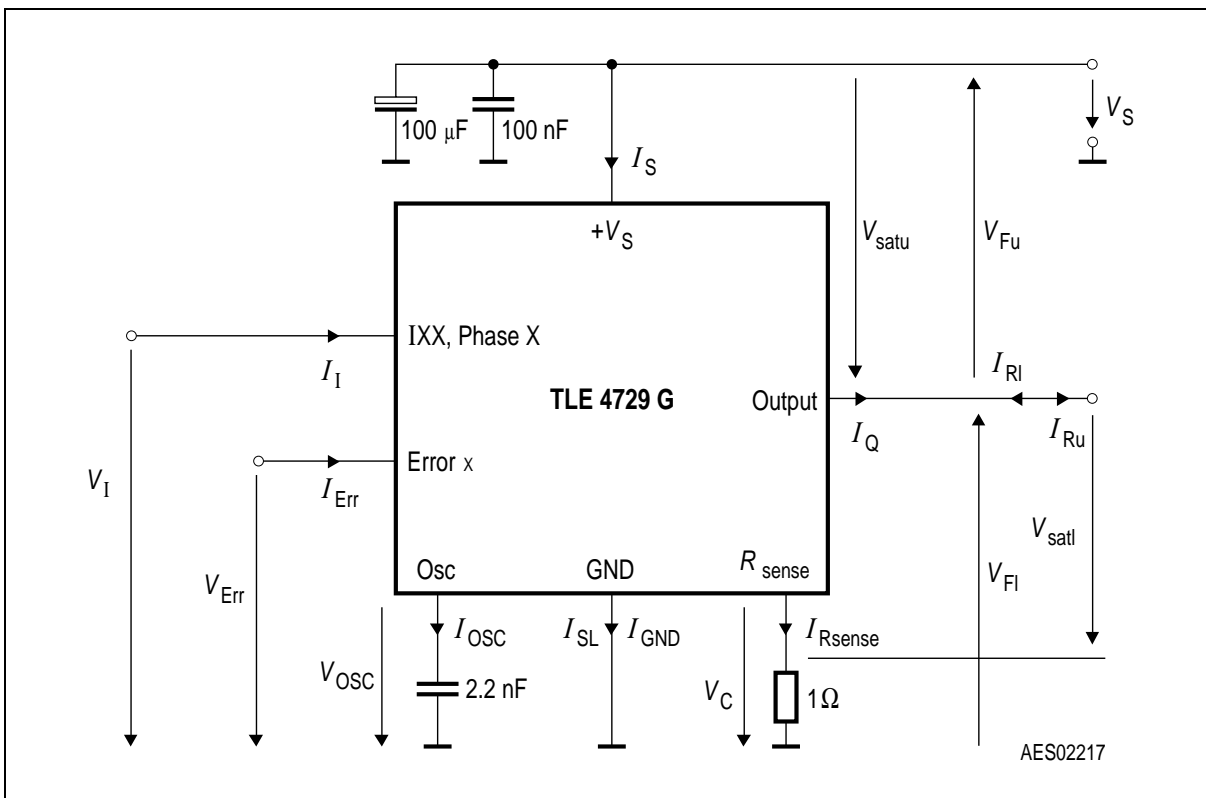 100 μF
100 nF
I S
V S
+V S
V satu
V Fu
IXX, Phase X
I I
TLE 4729 G
Output
I Q
I Rl
I Ru
Error x
I Err
V I
V Err
V satl
V Fl
Osc
GND
R sense
I OSC
I SL
I GND
I Rsense
V OSC
2.2 nF
V C
1Ω
AES02217